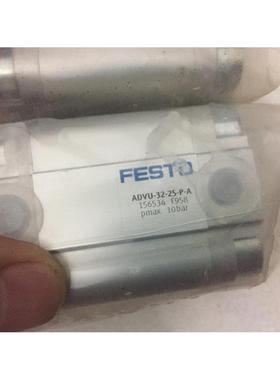 FESTO
ADVU-32-25-P-A
156534 F958
pmax 10bar